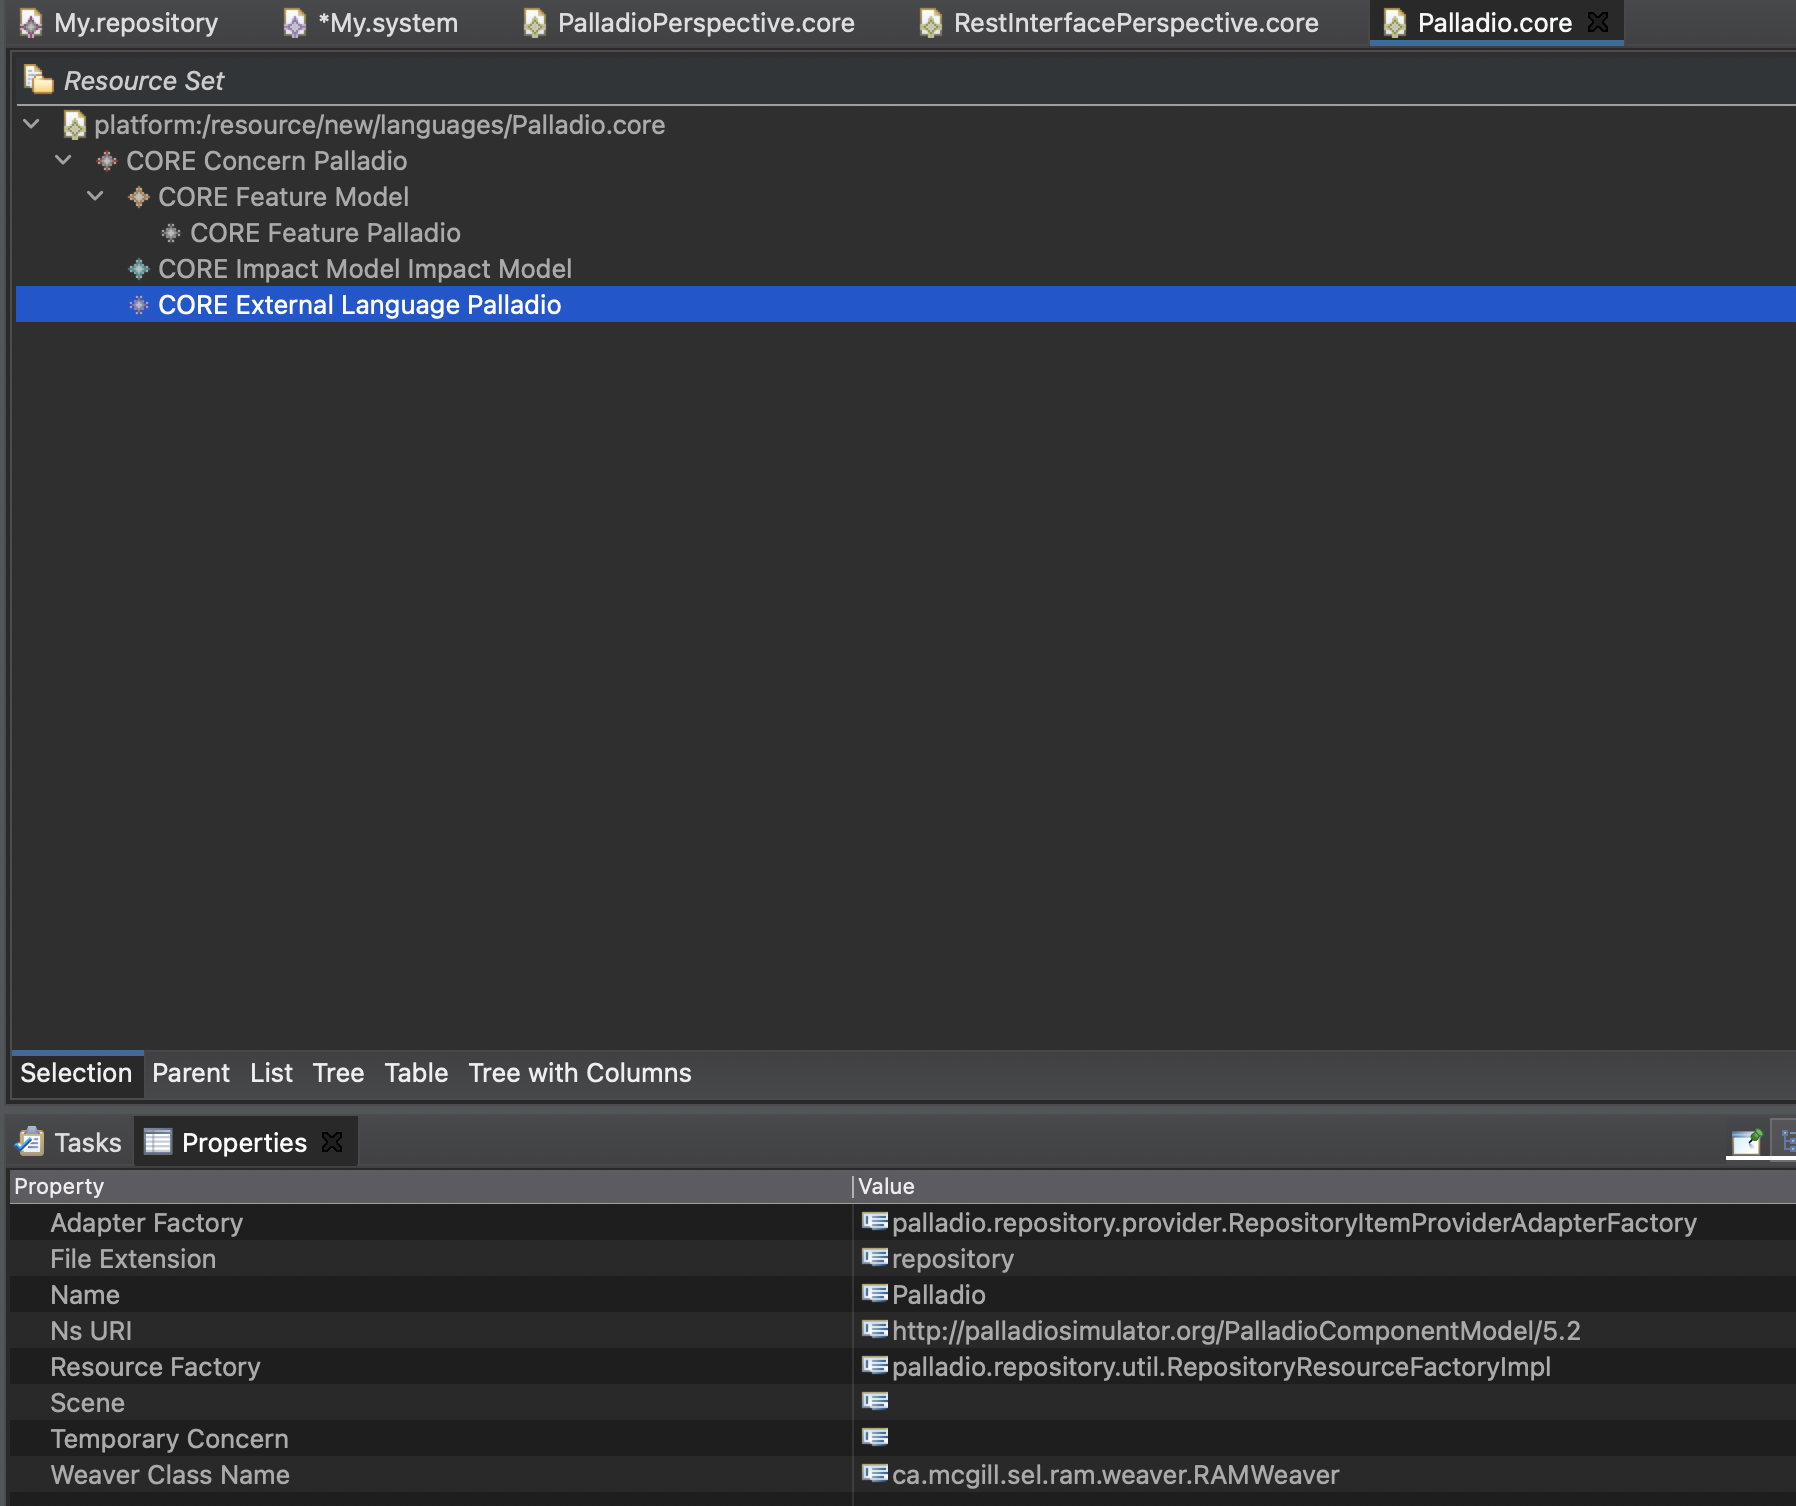 My.repository *My.system PalladioPerspective.core RestInterfacePerspective.core Palladio.core
Resource Set
platform:/resource/new/languages/Palladio.core
CORE Concern Palladio
CORE Feature Model
CORE Feature Palladio
CORE Impact Model Impact Model
CORE External Language Palladio
Selection Parent List Tree Table Tree with Columns
Tasks Properties
Property Value
Adapter Factory palladio.repository.provider.RepositoryItemProviderAdapterFactory
File Extension repository
Name Palladio
Ns URI http://palladiosimulator.org/PalladioComponentModel/5.2
Resource Factory palladio.repository.util.RepositoryResourceFactoryImpl
Scene
Temporary Concern
Weaver Class Name ca.mcgill.sel.ram.weaver.RAMWeaver